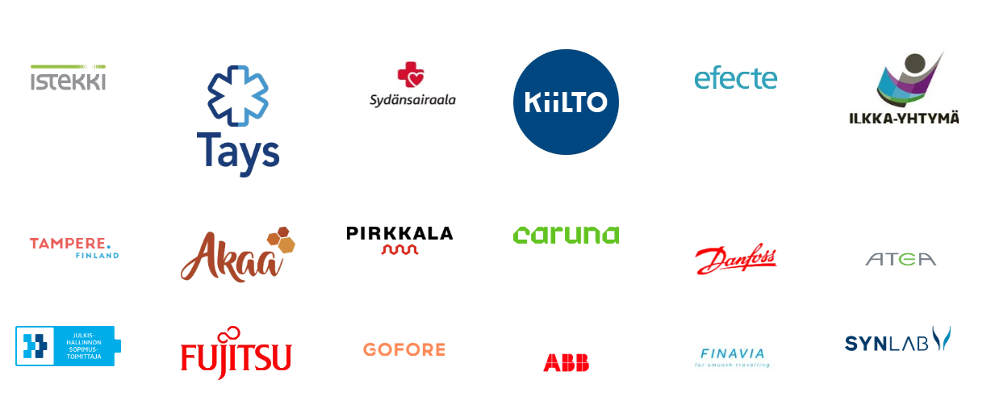 istekki
Tays
Sydänsairaala
KiiLTO
efecte
ILKKA-YHTYMÄ
TAMPERE.
FINLAND
Akaa
PIRKKALA
caruna
Danfoss
ATEA
JULKIS-
HALLINNON
SOPIMUS-
TOIMITTAJA
FUJITSU
GOFORE
ABB
FINAVIA
for smooth travelling
SYNLAB